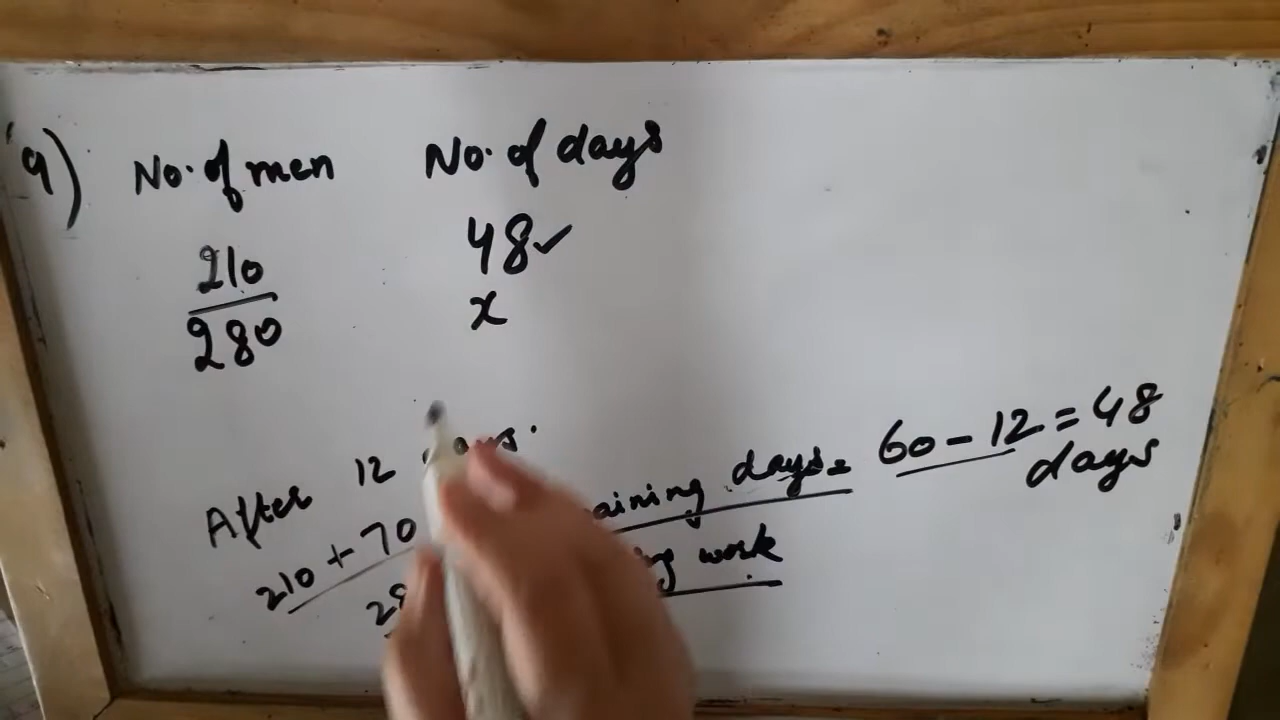 9) No. of men No. of days
210 48✓
280 x
After 12
210 + 70 days = 60 - 12 = 48
days
work